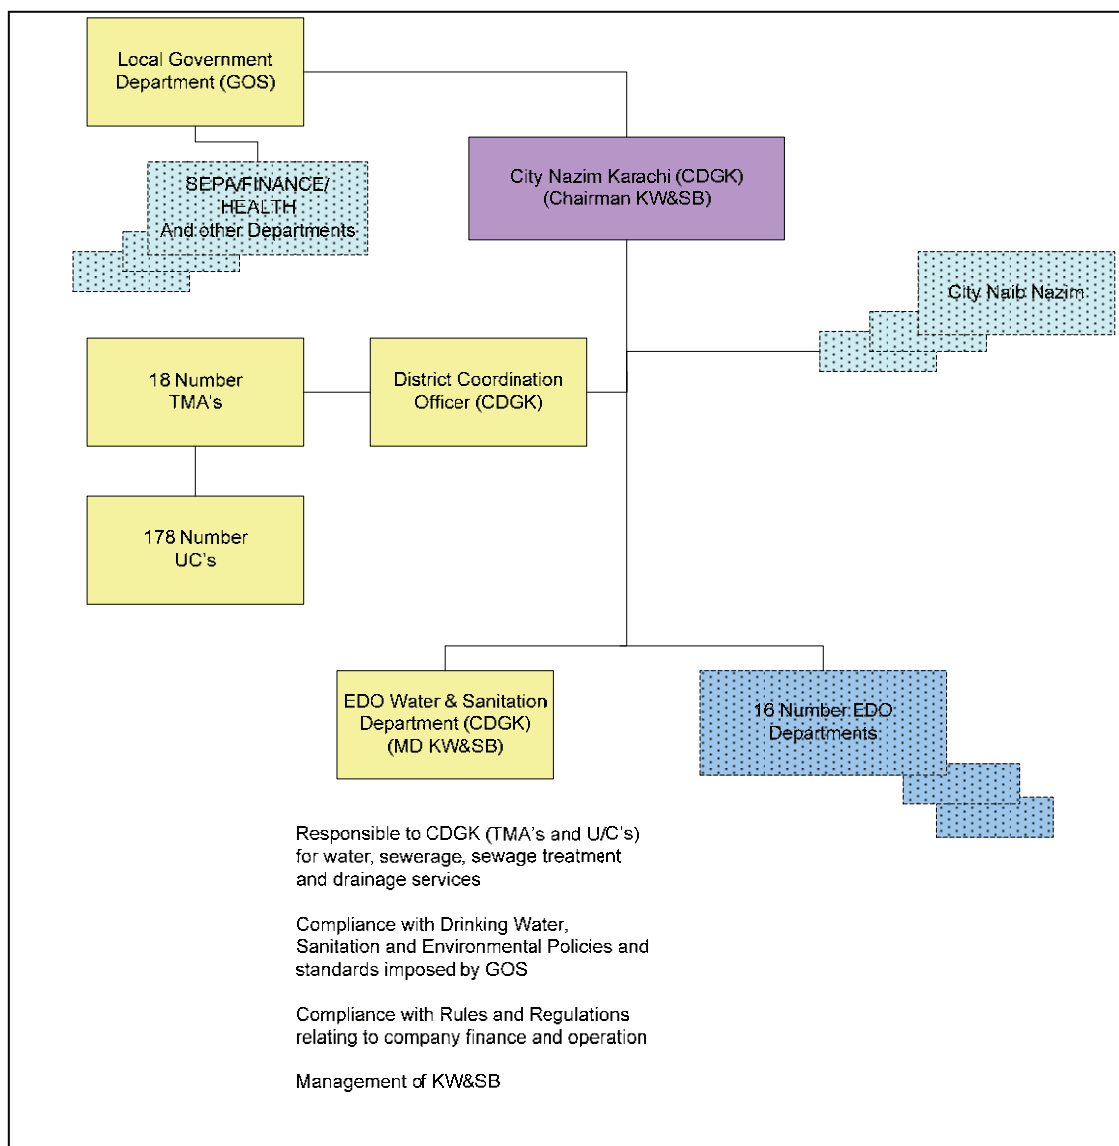 Local Government
Department (GOS)
SEPA/FINANCE/
HEALTH
And other Departments
City Nazim Karachi (CDGK)
(Chairman KW&SB)
City Naib Nazim
18 Number
TMA's
District Coordination
Officer (CDGK)
178 Number
UC's
EDO Water & Sanitation
Department (CDGK)
(MD KW&SB)
16 Number EDO
Departments
Responsible to CDGK (TMA's and U/C's)
for water, sewerage, sewage treatment
and drainage services
Compliance with Drinking Water,
Sanitation and Environmental Policies and
standards imposed by GOS
Compliance with Rules and Regulations
relating to company finance and operation
Management of KW&SB